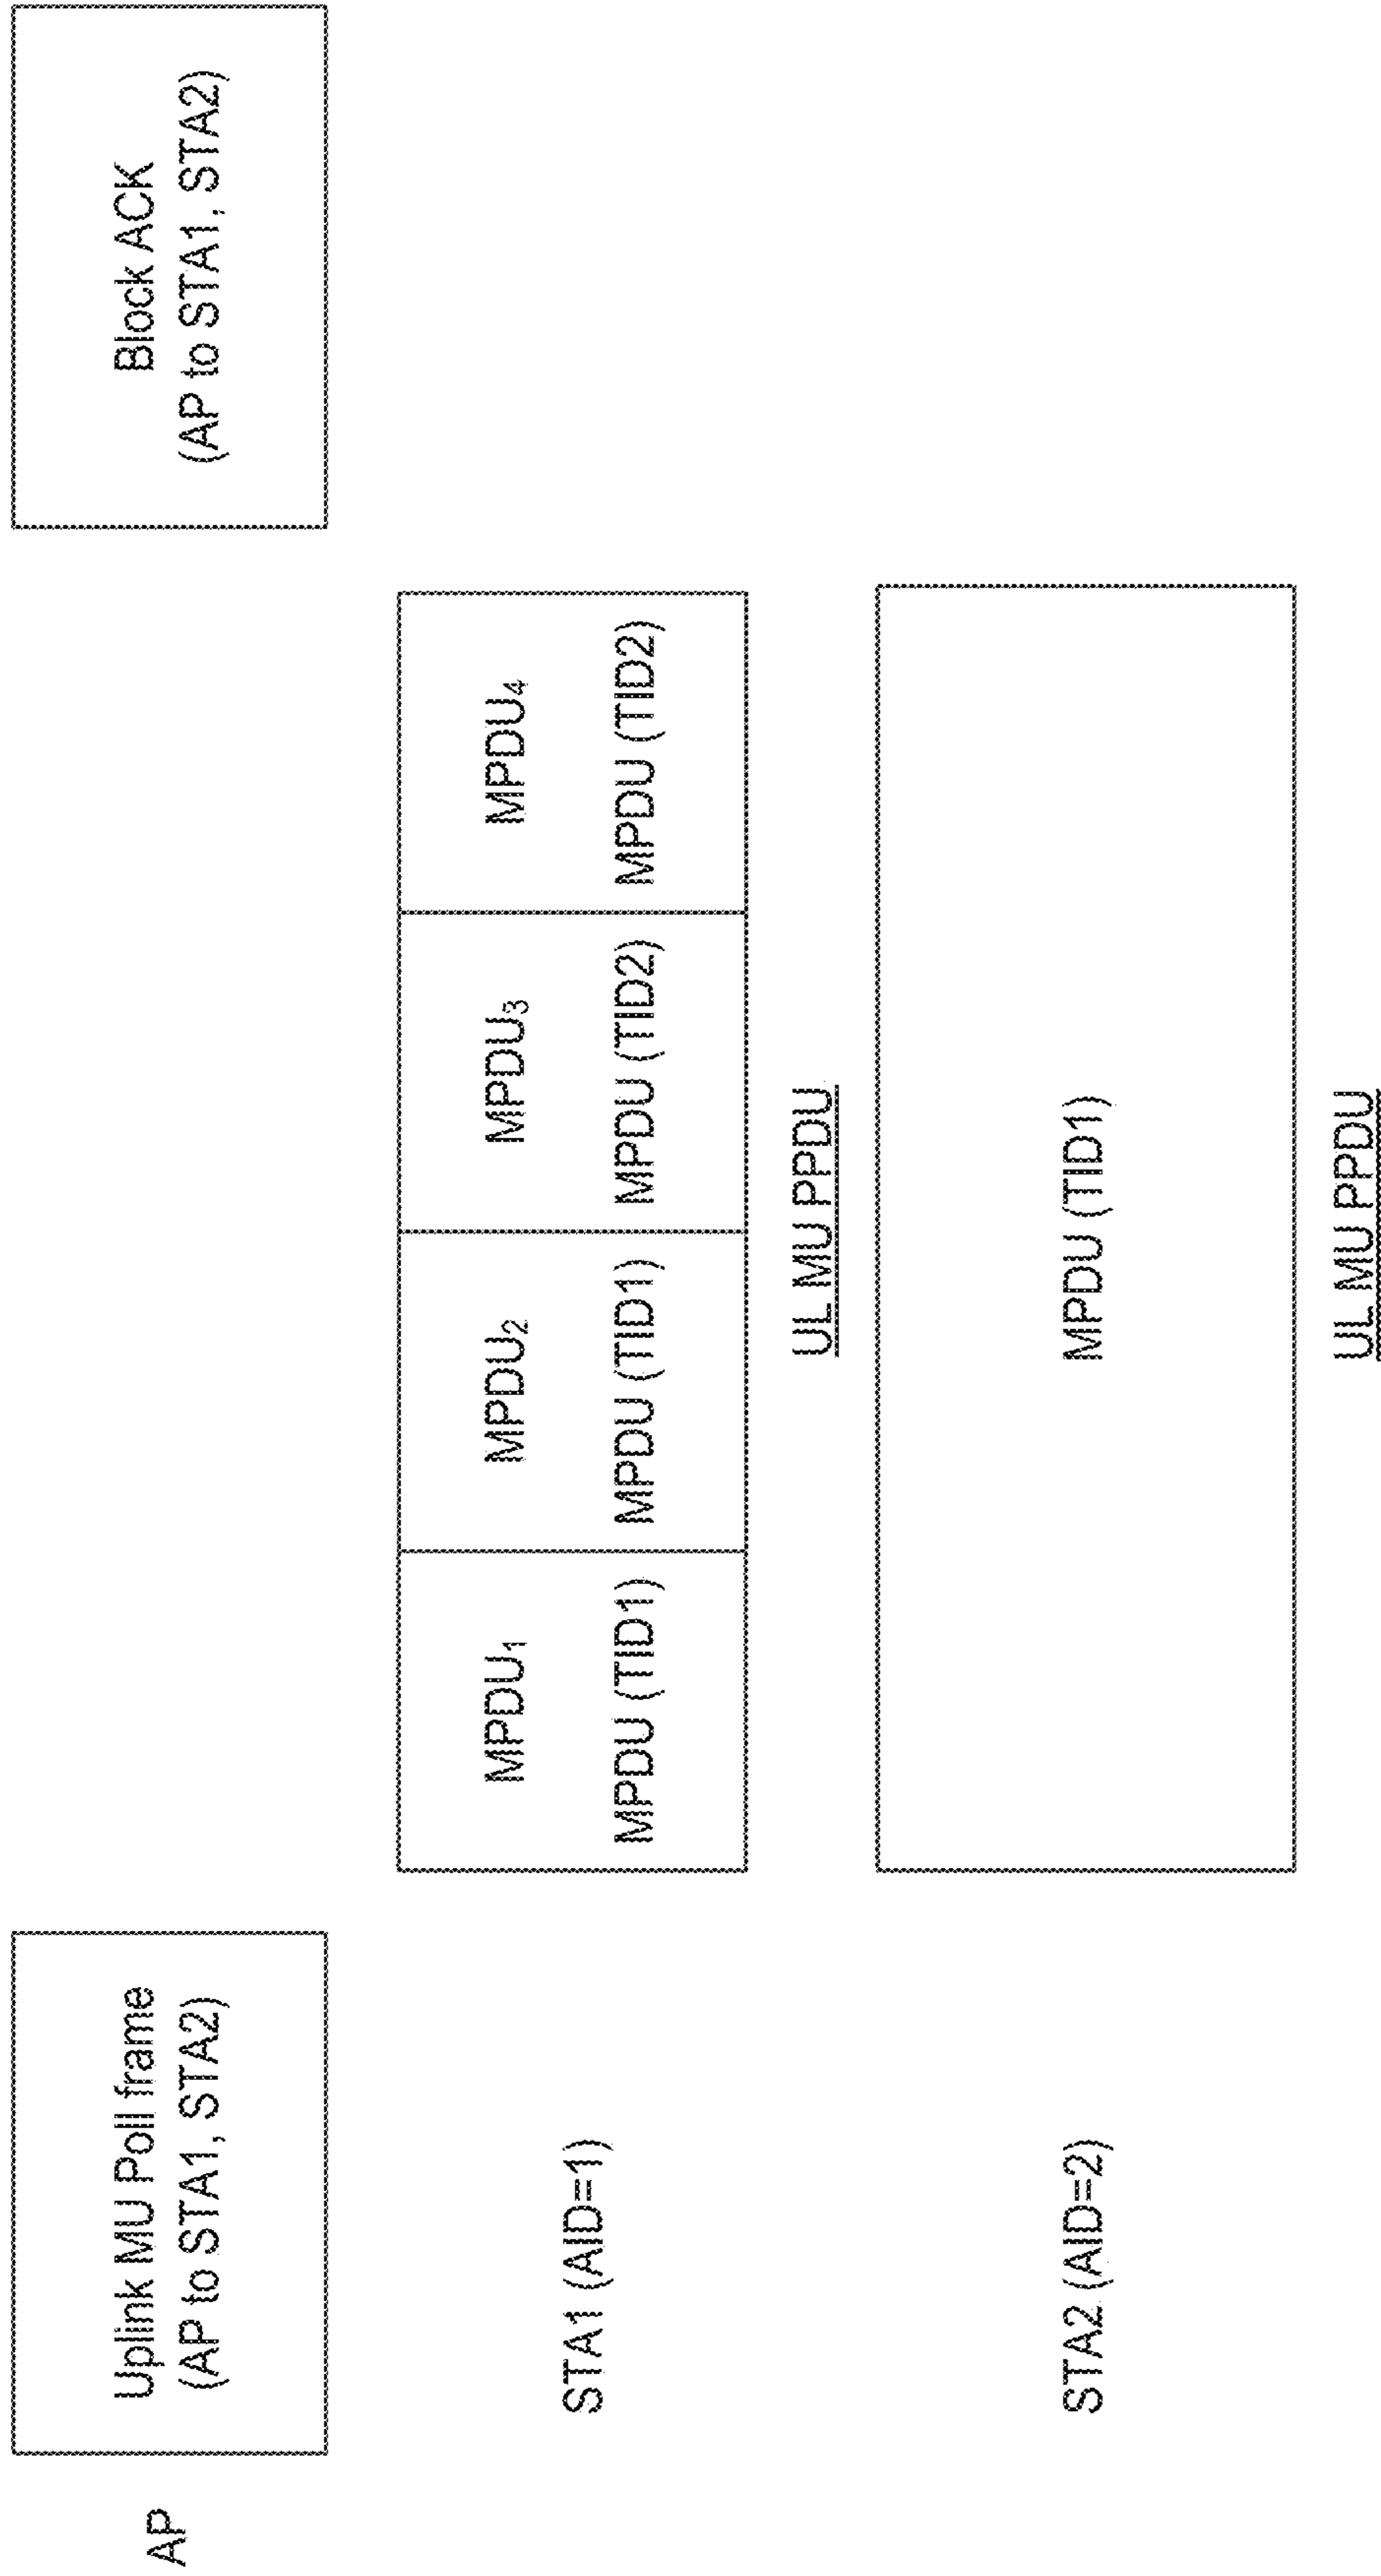 AP
Uplink MU Poll frame
(AP to STA1, STA2)
Block ACK
(AP to STA1, STA2)
STA1 (AID=1)
MPDU₁
MPDU (TID1)
MPDU₂
MPDU (TID1)
MPDU₃
MPDU (TID2)
MPDU₄
MPDU (TID2)
UL MU PPDU
STA2 (AID=2)
MPDU (TID1)
UL MU PPDU